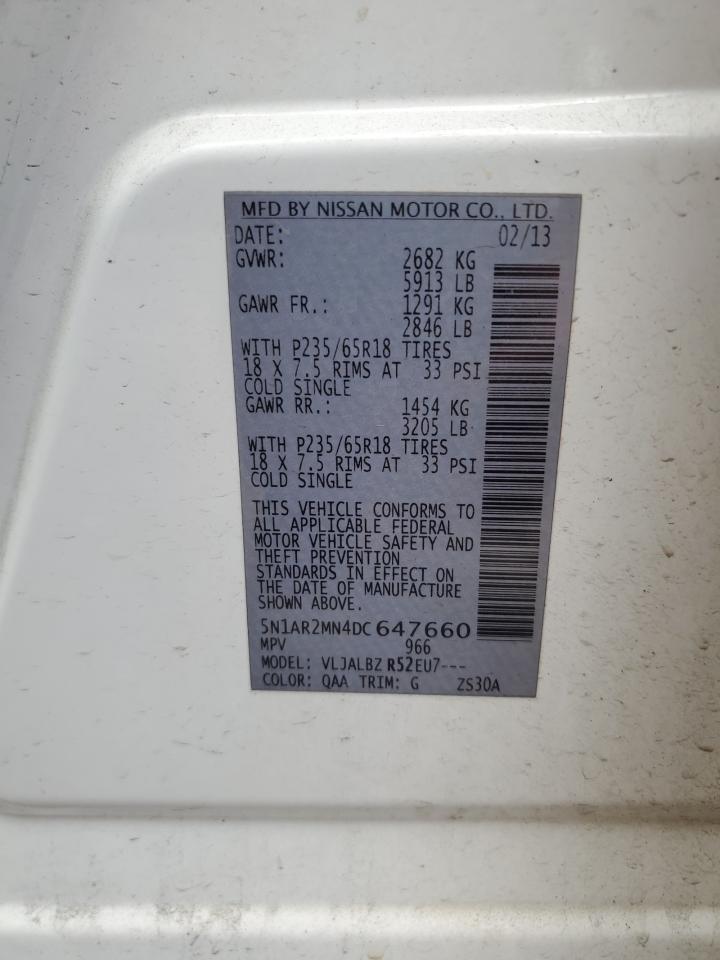 MFD BY NISSAN MOTOR CO., LTD.
DATE: 02/13
GVWR: 2682 KG
5913 LB
GAWR FR.: 1291 KG
2846 LB
WITH P235/65R18 TIRES
18 X 7.5 RIMS AT 33 PSI
COLD SINGLE
GAWR RR.: 1454 KG
3205 LB
WITH P235/65R18 TIRES
18 X 7.5 RIMS AT 33 PSI
COLD SINGLE
THIS VEHICLE CONFORMS TO
ALL APPLICABLE FEDERAL
MOTOR VEHICLE SAFETY AND
THEFT PREVENTION
STANDARDS IN EFFECT ON
THE DATE OF MANUFACTURE
SHOWN ABOVE.
5N1AR2MN4DC647660
MPV 966
MODEL: VLJALBZ R52EU7---
COLOR: QAA TRIM: G ZS30A